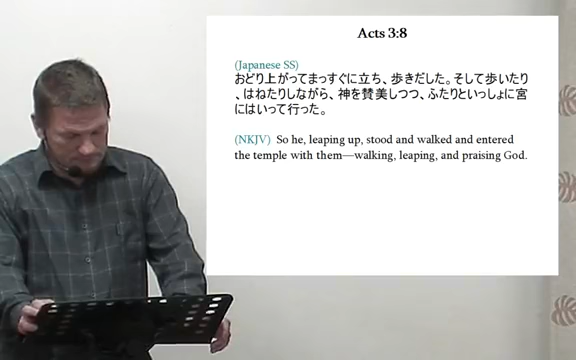 Acts 3:8
(Japanese SS)
おどり上がってまっすぐに立ち、歩きだした。そして歩いたり
、はねたりしながら、神を賛美しつつ、ふたりといっしょに宮
にはいって行った。
(NKJV) So he, leaping up, stood and walked and entered
the temple with them—walking, leaping, and praising God.